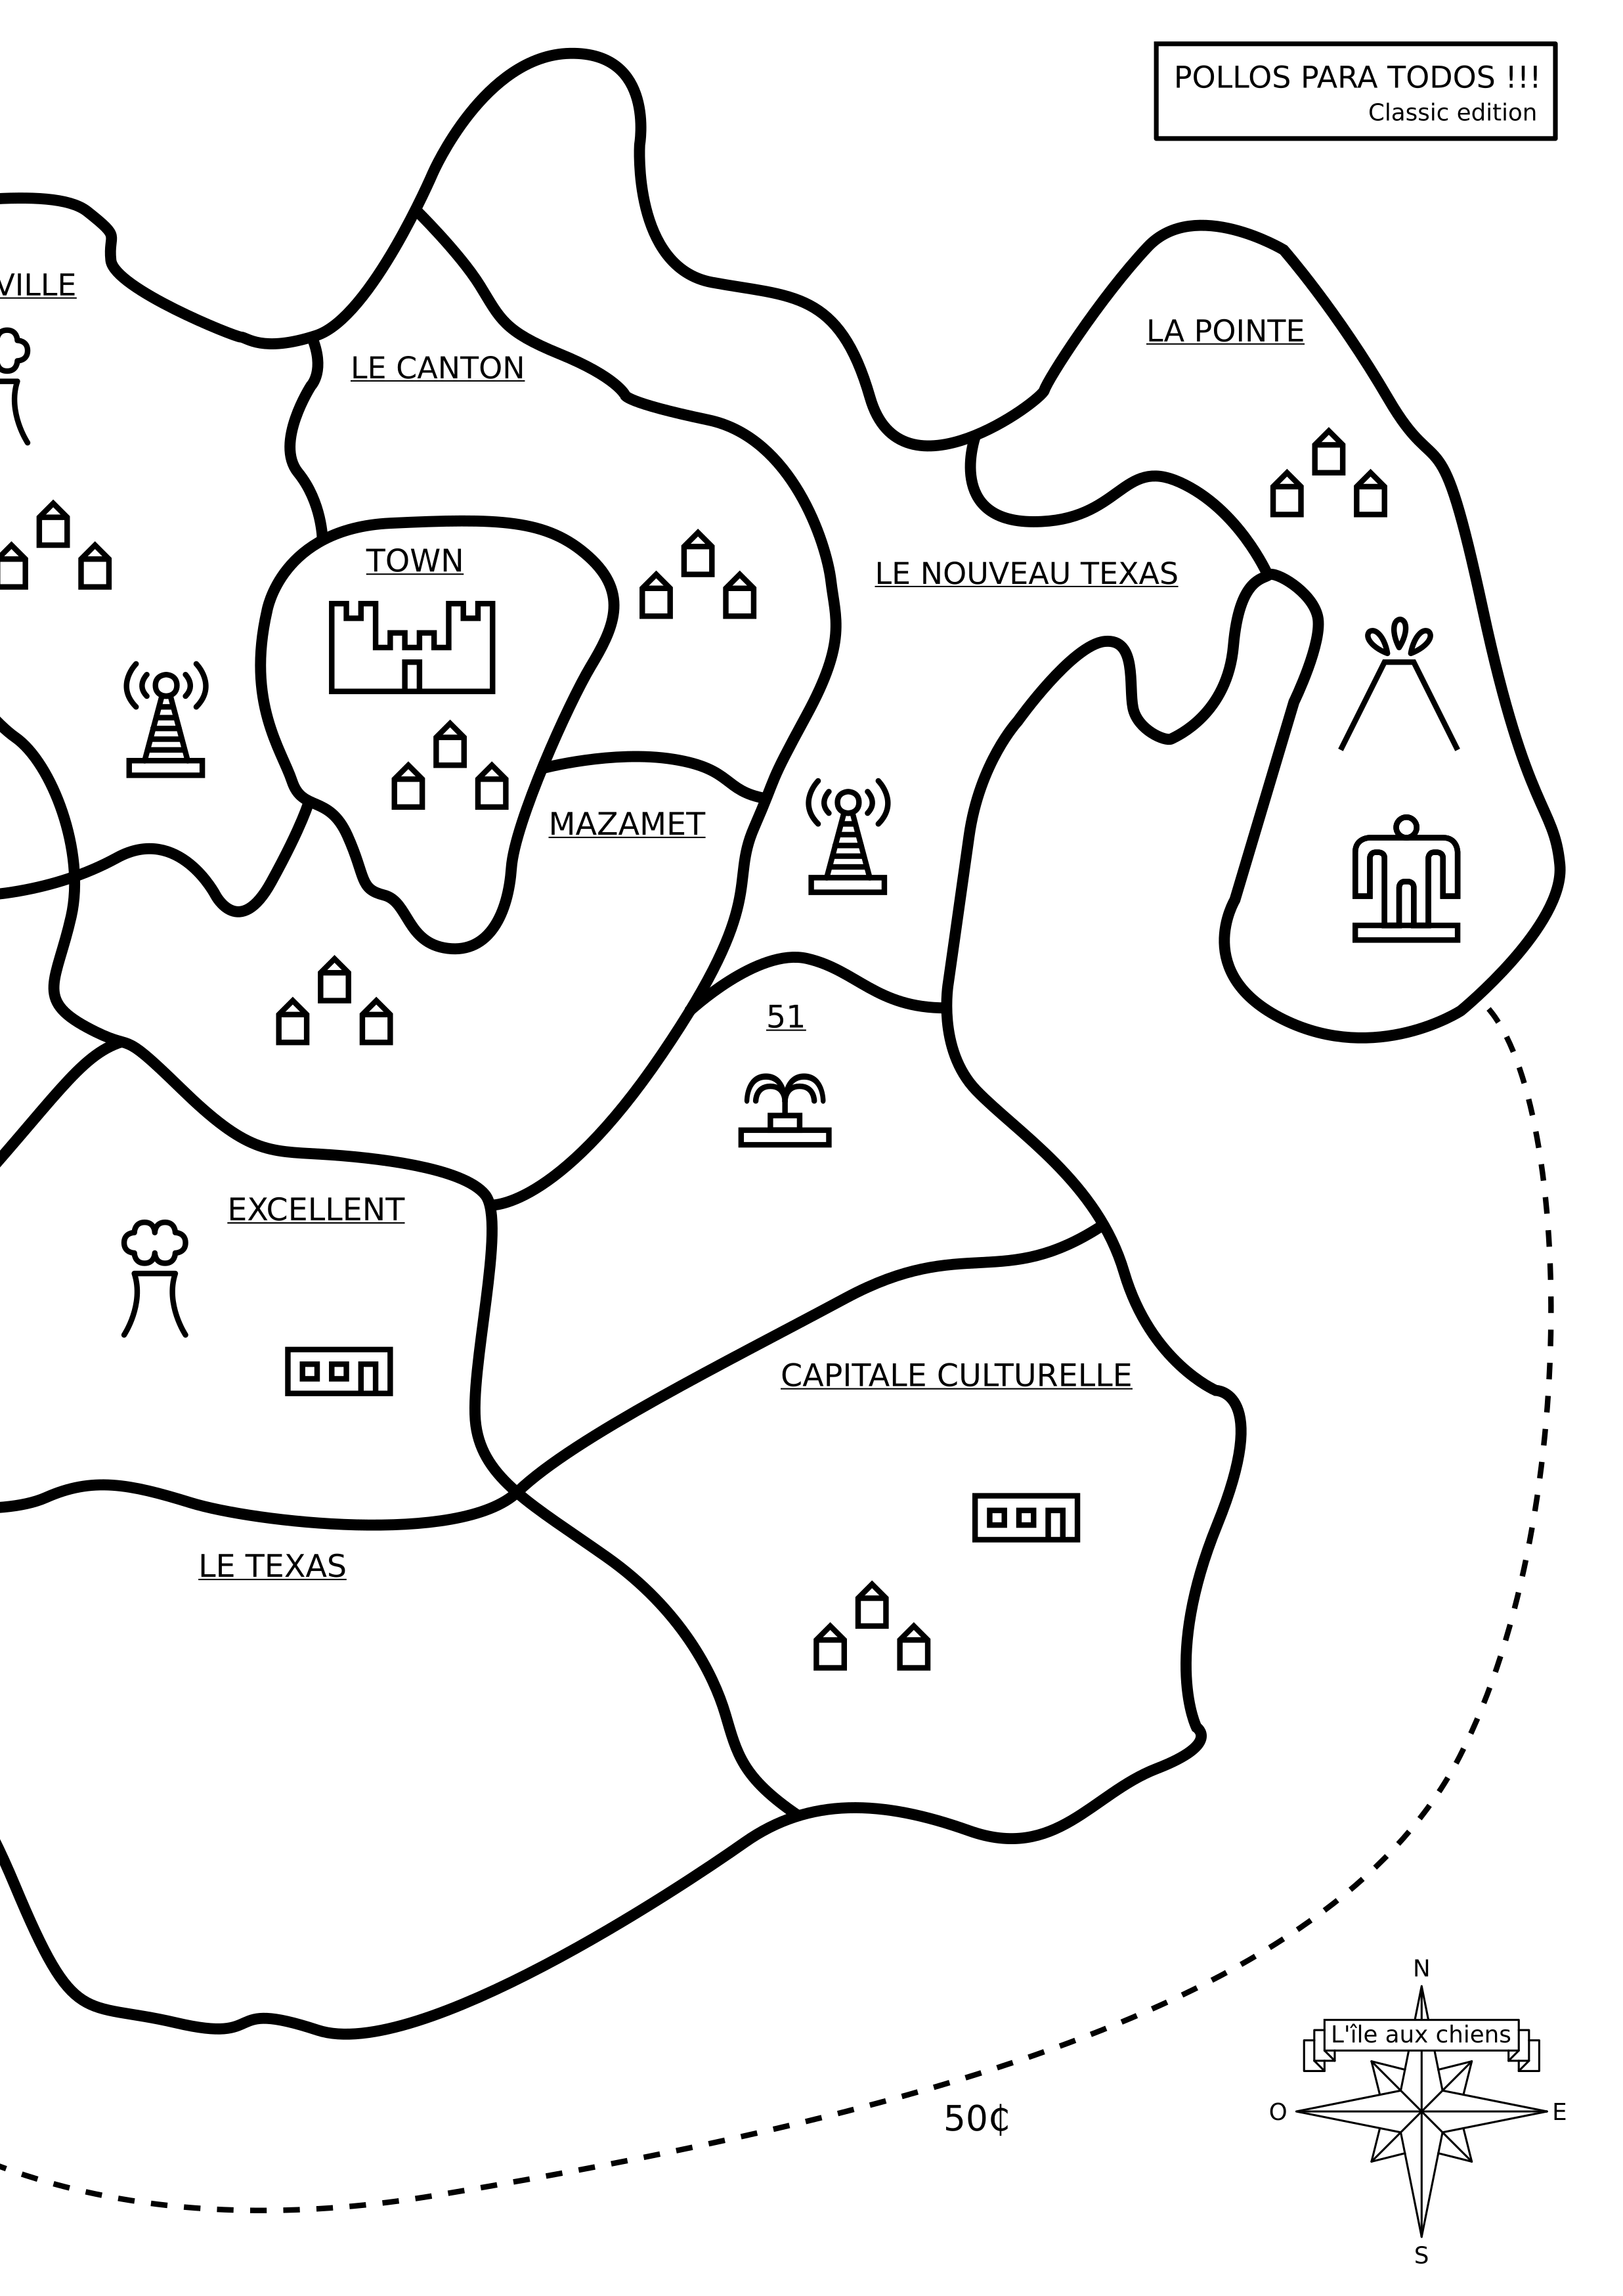 POLLOS PARA TODOS !!!
Classic edition
VILLE
LA POINTE
LE CANTON
TOWN
LE NOUVEAU TEXAS
MAZAMET
51
EXCELLENT
CAPITALE CULTURELLE
LE TEXAS
N
L'île aux chiens
O
E
50¢
S